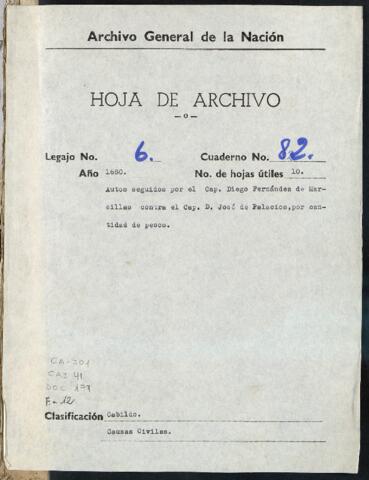 Archivo General de la Nación
HOJA DE ARCHIVO
—o—
Legajo No. 6. Cuaderno No. 82.
Año 1680. No. de hojas útiles 10.
Autos seguidos por el Cap. Diego Fernández de Mar-
cillas contra el Cap. D. José de Palacios, por can-
tidad de pesos.
CA-JO1
CAJ 41
DOC 179
F. 12
Clasificación Cabildo.
Causas Civiles.